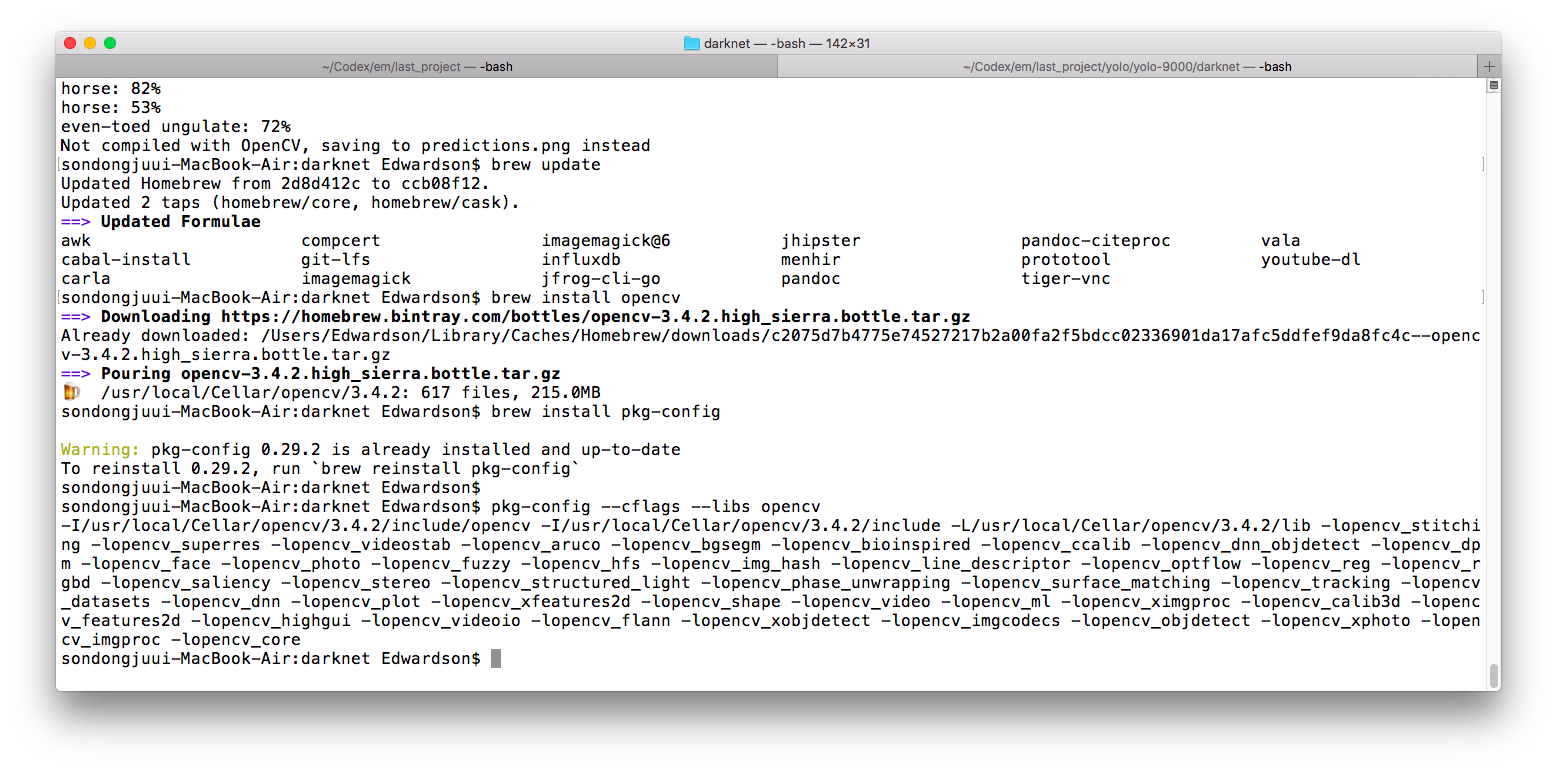 darknet — -bash — 142×31
~/Codex/em/last_project — -bash
~/Codex/em/last_project/yolo/yolo-9000/darknet — -bash
horse: 82%
horse: 53%
even-toed ungulate: 72%
Not compiled with OpenCV, saving to predictions.png instead
[sondongjuui-MacBook-Air:darknet Edwardson$ brew update ]
Updated Homebrew from 2d8d412c to ccb08f12.
Updated 2 taps (homebrew/core, homebrew/cask).
==> Updated Formulae
awk compcert imagemagick@6 jhipster pandoc-citeproc vala
cabal-install git-lfs influxdb menhir prototool youtube-dl
carla imagemagick jfrog-cli-go pandoc tiger-vnc
[sondongjuui-MacBook-Air:darknet Edwardson$ brew install opencv ]
==> Downloading https://homebrew.bintray.com/bottles/opencv-3.4.2.high_sierra.bottle.tar.gz
Already downloaded: /Users/Edwardson/Library/Caches/Homebrew/downloads/c2075d7b4775e74527217b2a00fa2f5bdcc02336901da17afc5ddfef9da8fc4c--openc
v-3.4.2.high_sierra.bottle.tar.gz
==> Pouring opencv-3.4.2.high_sierra.bottle.tar.gz
🍺 /usr/local/Cellar/opencv/3.4.2: 617 files, 215.0MB
sondongjuui-MacBook-Air:darknet Edwardson$ brew install pkg-config
Warning: pkg-config 0.29.2 is already installed and up-to-date
To reinstall 0.29.2, run `brew reinstall pkg-config`
sondongjuui-MacBook-Air:darknet Edwardson$
sondongjuui-MacBook-Air:darknet Edwardson$ pkg-config --cflags --libs opencv
-I/usr/local/Cellar/opencv/3.4.2/include/opencv -I/usr/local/Cellar/opencv/3.4.2/include -L/usr/local/Cellar/opencv/3.4.2/lib -lopencv_stitchi
ng -lopencv_superres -lopencv_videostab -lopencv_aruco -lopencv_bgsegm -lopencv_bioinspired -lopencv_ccalib -lopencv_dnn_objdetect -lopencv_dp
m -lopencv_face -lopencv_photo -lopencv_fuzzy -lopencv_hfs -lopencv_img_hash -lopencv_line_descriptor -lopencv_optflow -lopencv_reg -lopencv_r
gbd -lopencv_saliency -lopencv_stereo -lopencv_structured_light -lopencv_phase_unwrapping -lopencv_surface_matching -lopencv_tracking -lopencv
_datasets -lopencv_dnn -lopencv_plot -lopencv_xfeatures2d -lopencv_shape -lopencv_video -lopencv_ml -lopencv_ximgproc -lopencv_calib3d -lopenc
v_features2d -lopencv_highgui -lopencv_videoio -lopencv_flann -lopencv_xobjdetect -lopencv_imgcodecs -lopencv_objdetect -lopencv_xphoto -lopen
cv_imgproc -lopencv_core
sondongjuui-MacBook-Air:darknet Edwardson$